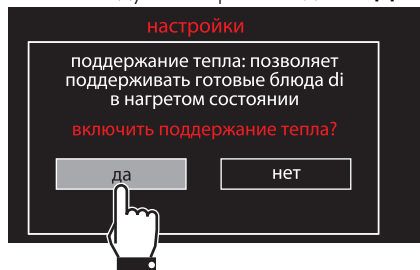 настройки
поддержание тепла: позволяет
поддерживать готовые блюда di
в нагретом состоянии
включить поддержание тепла?
да
нет